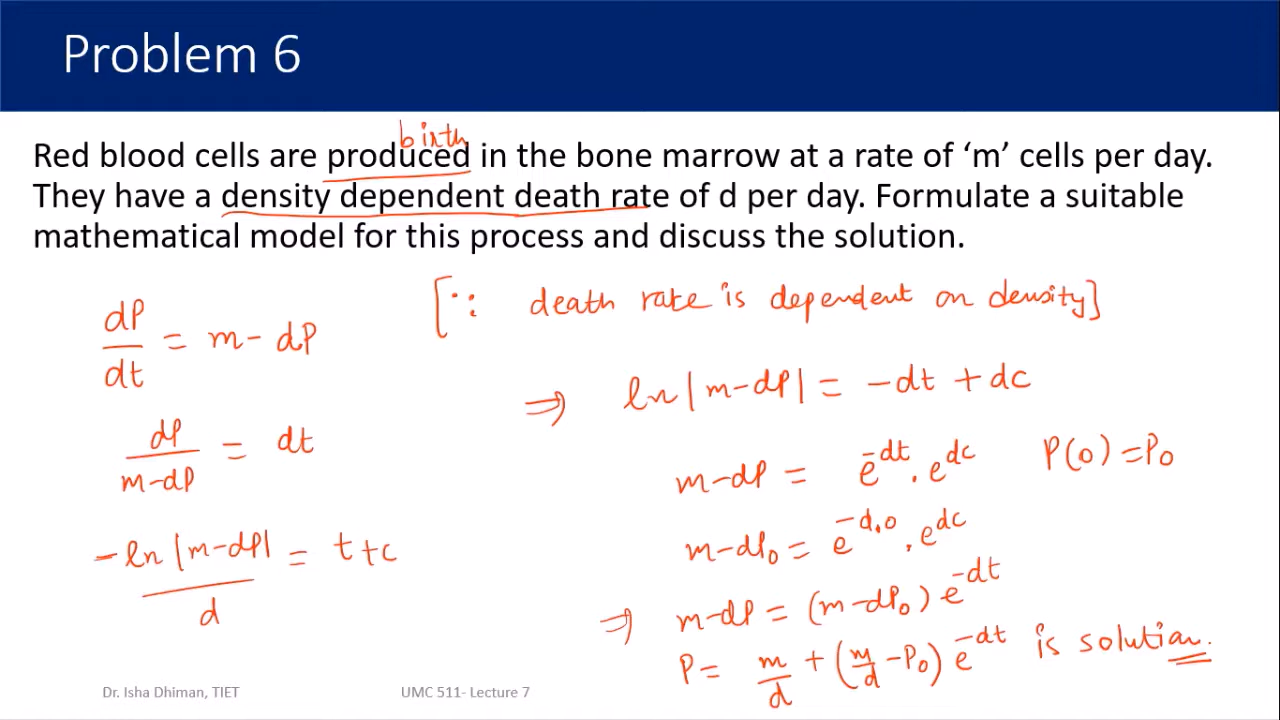 Problem 6
birth
Red blood cells are produced in the bone marrow at a rate of ‘m’ cells per day.
They have a density dependent death rate of d per day. Formulate a suitable
mathematical model for this process and discuss the solution.
dP/dt = m - dP
[∵ death rate is dependent on density]
dP/(m-dP) = dt
-ln|m-dP|/d = t + c
⇒ ln|m-dP| = -dt + dc
m-dP = e^-dt . e^dc P(0) = P0
m-dP0 = e^-d.0 . e^dc
⇒ m-dP = (m-dP0) e^-dt
P = m/d + (m/d - P0) e^-dt is solution.
Dr. Isha Dhiman, TIET
UMC 511- Lecture 7